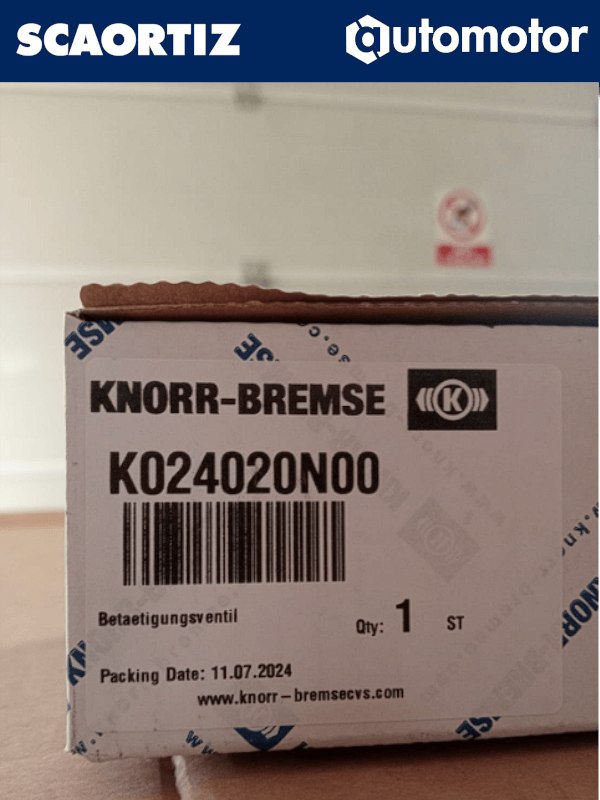 SCAORTIZ
automotor
KNORR-BREMSE
K
K024020N00
Betaetigungsventil
Qty: 1 ST
Packing Date: 11.07.2024
www.knorr-bremsecvs.com